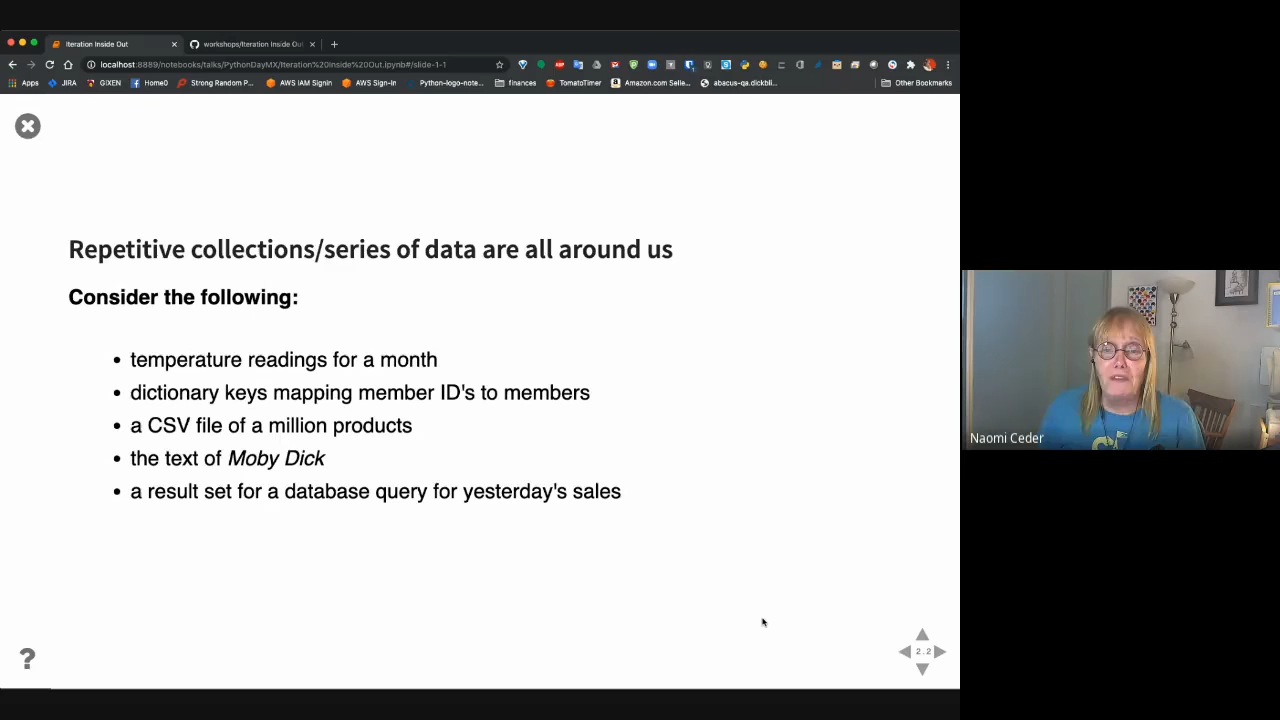 Iteration Inside Out
workshops/Iteration Inside Ou
localhost:8889/notebooks/talks/PythonDayMX/Iteration%20Inside%20Out.ipynb#/slide-1-1
Apps JIRA GIXEN Home0 Strong Random P... AWS IAM Signin AWS Sign-In Python-logo-note... finances TomatoTimer Amazon.com Selle... abacus-qa.dickbli... Other Bookmarks
Repetitive collections/series of data are all around us
Consider the following:
• temperature readings for a month
• dictionary keys mapping member ID's to members
• a CSV file of a million products
• the text of Moby Dick
• a result set for a database query for yesterday's sales
Naomi Ceder
2.2
?